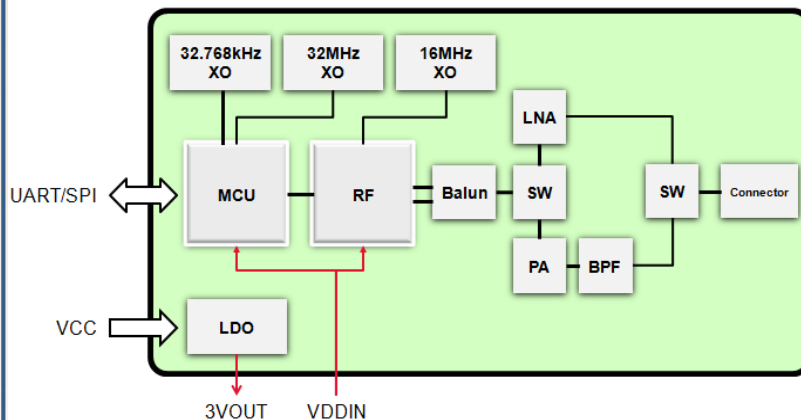 32.768kHz
XO
32MHz
XO
16MHz
XO
LNA
UART/SPI
MCU
RF
Balun
SW
SW
Connector
PA
BPF
VCC
LDO
3VOUT
VDDIN